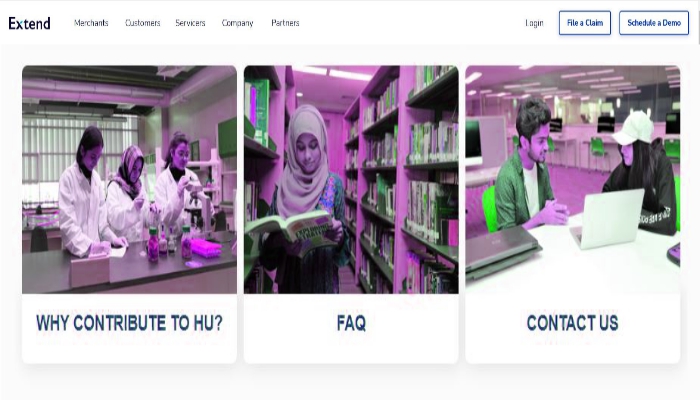 Extend
Merchants Customers Servicers Company Partners
Login File a Claim Schedule a Demo
WHY CONTRIBUTE TO HU?
FAQ
CONTACT US